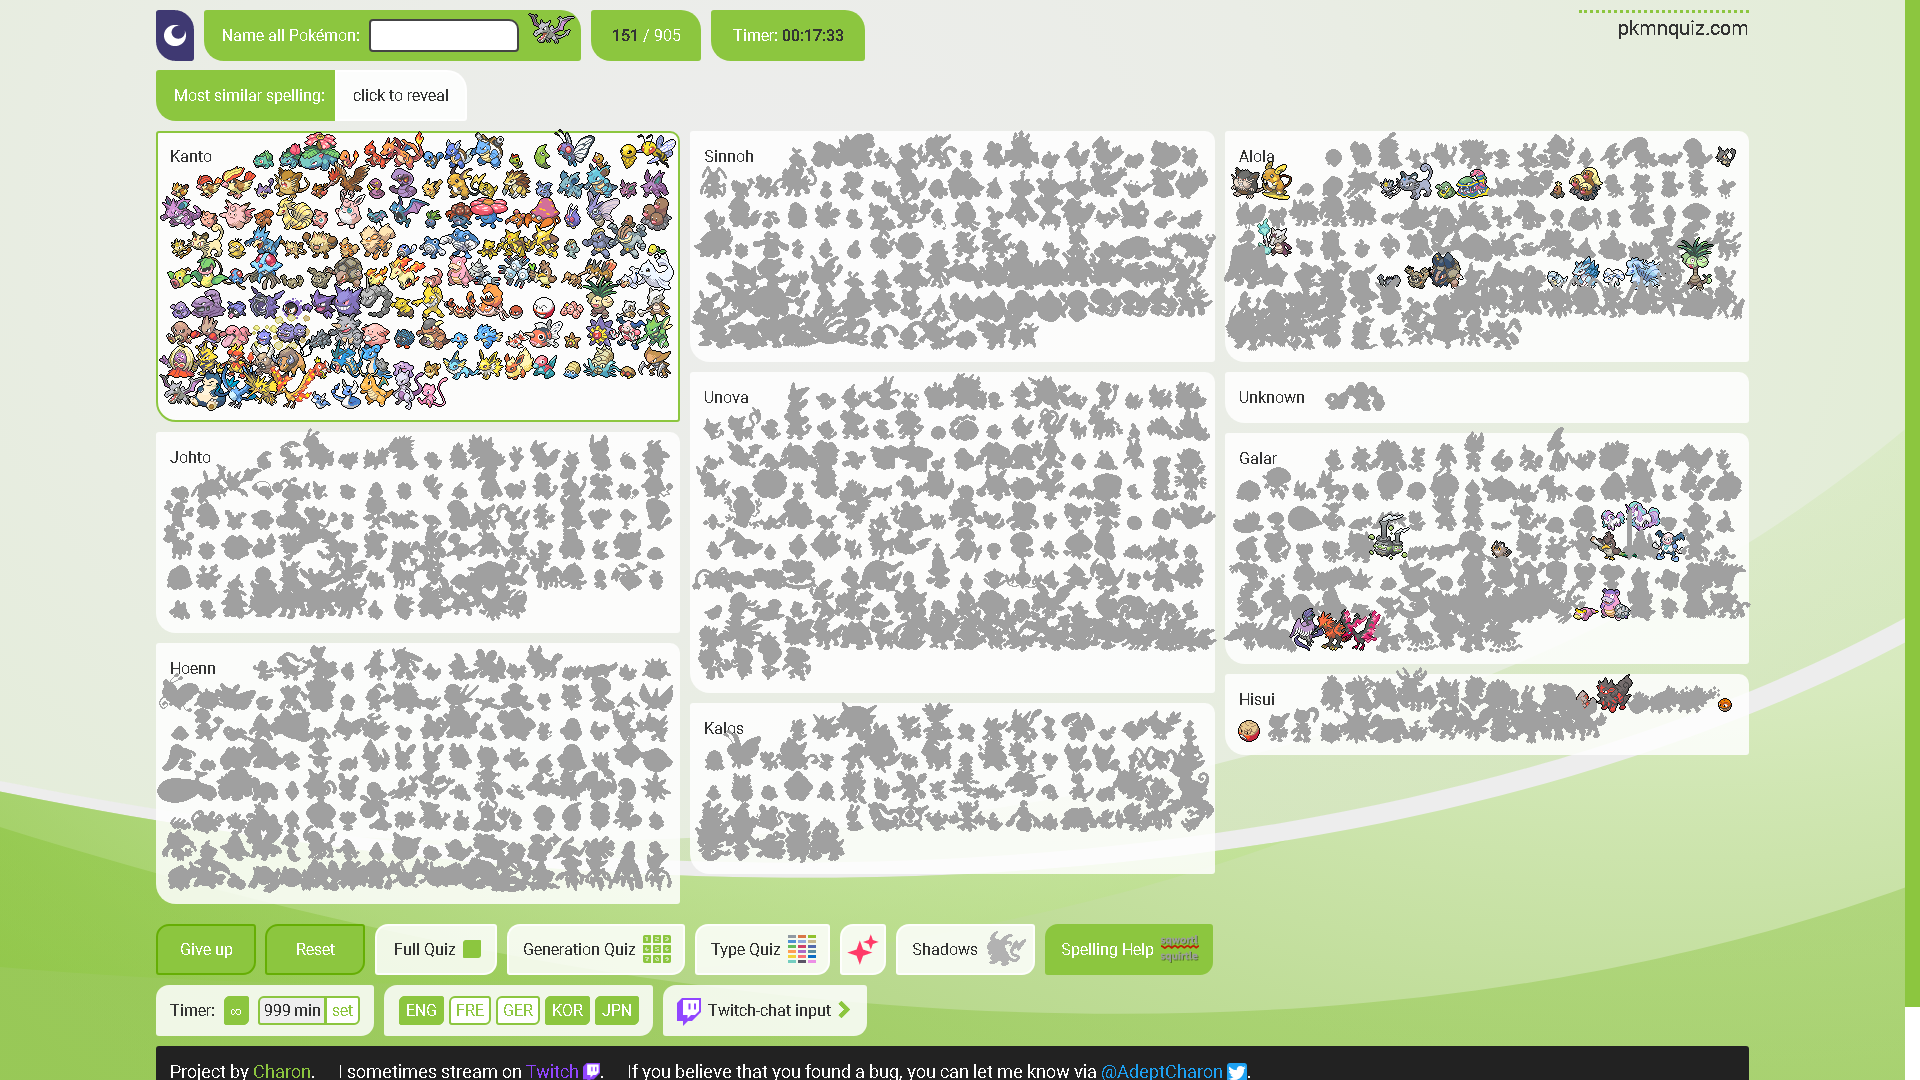 Name all Pokémon:
151 / 905
Timer: 00:17:33
pkmnquiz.com
Most similar spelling:
click to reveal
Kanto
Johto
Hoenn
Sinnoh
Unova
Kalos
Alola
Unknown
Galar
Hisui
Give up
Reset
Full Quiz
Generation Quiz
Type Quiz
Shadows
Spelling Help
squorti
squirtle
Timer: ∞ 999 min set
ENG FRE GER KOR JPN
Twitch-chat input
Project by Charon. I sometimes stream on Twitch. If you believe that you found a bug, you can let me know via @AdeptCharon.